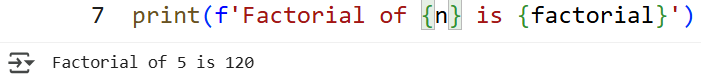 7 print(f'Factorial of {n} is {factorial}')
Factorial of 5 is 120